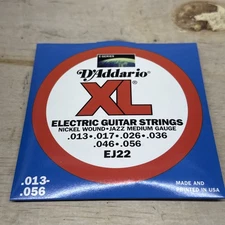 D'Addario
XL®
ELECTRIC GUITAR STRINGS
NICKEL WOUND • JAZZ MEDIUM GAUGE
.013 • .017 • .026 • .036
.046 • .056
EJ22
.013-
.056
MADE AND
PRINTED IN USA